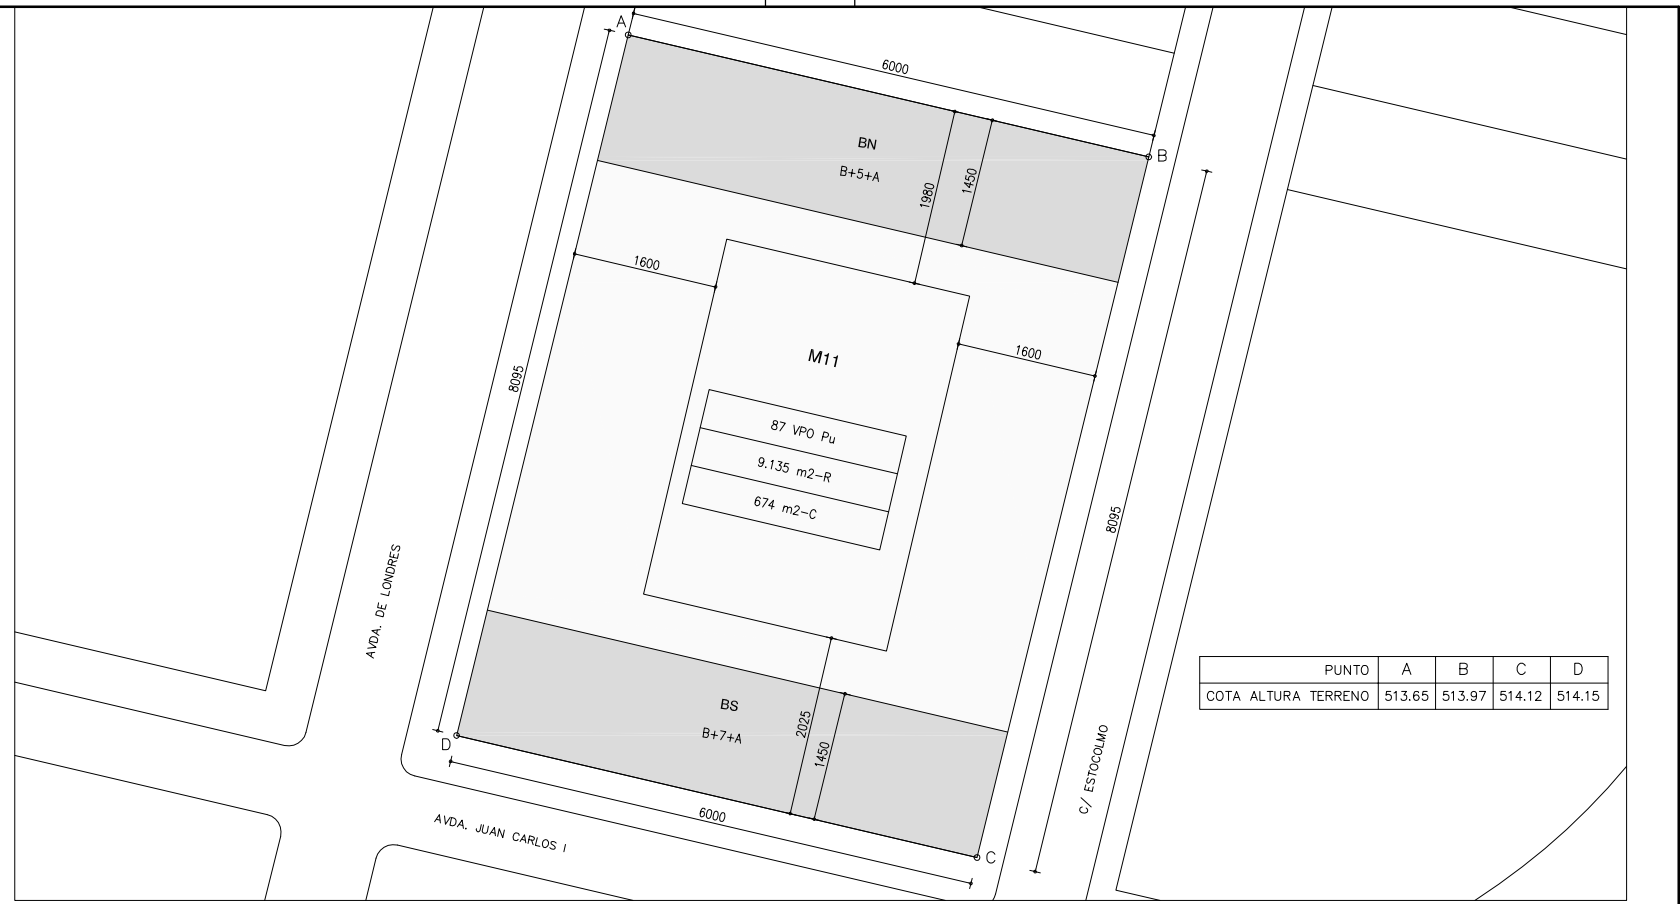 A
6000
B
BN
B+5+A
1980
1450
1600
1600
M11
8095
87 VPO Pu
9.135 m2-R
674 m2-C
8095
AVDA. DE LONDRES
PUNTO A B C D
COTA ALTURA TERRENO 513.65 513.97 514.12 514.15
BS
B+7+A
2025
1450
D
C/ ESTOCOLMO
6000
AVDA. JUAN CARLOS I
C